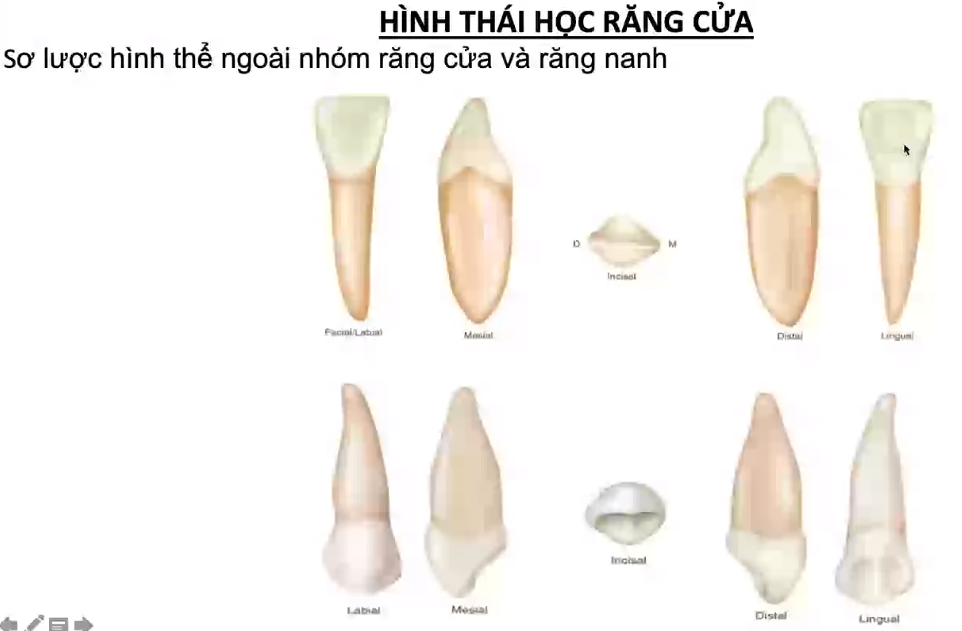 HÌNH THÁI HỌC RĂNG CỬA
Sơ lược hình thể ngoài nhóm răng cửa và răng nanh
D M
Incisal
Facial/Labial
Mesial
Distal
Lingual
Incisal
Labial
Mesial
Distal
Lingual